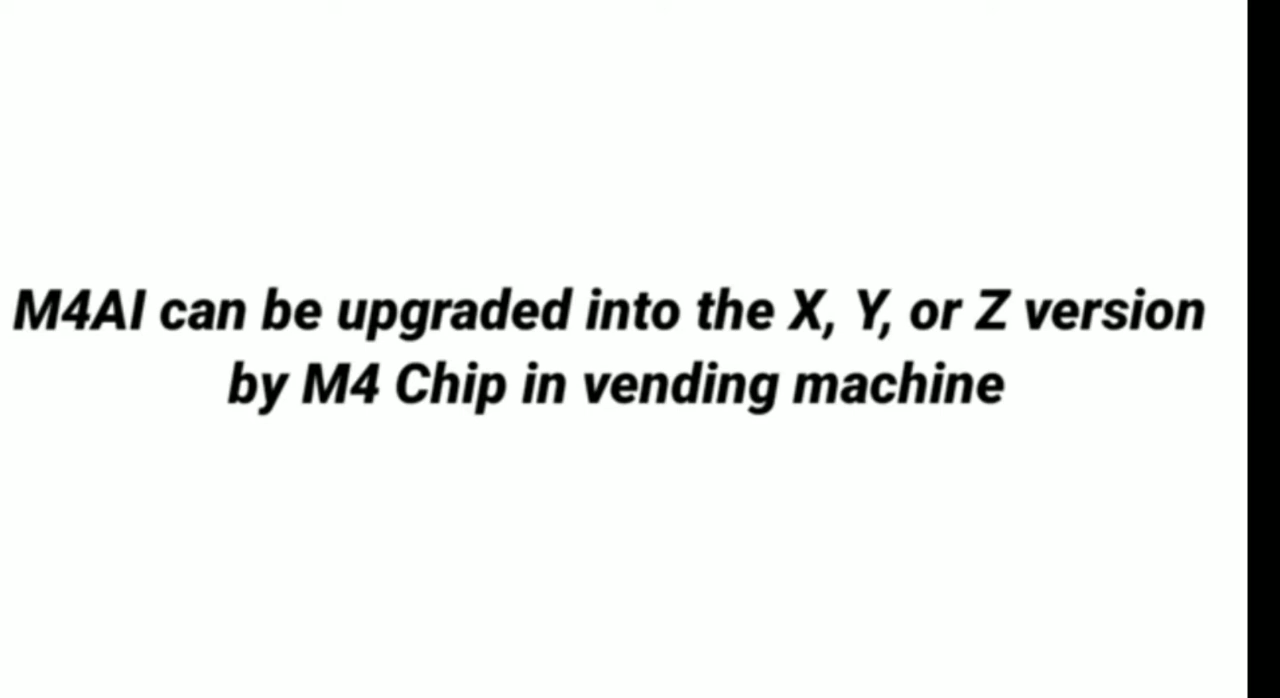 M4AI can be upgraded into the X, Y, or Z version
by M4 Chip in vending machine